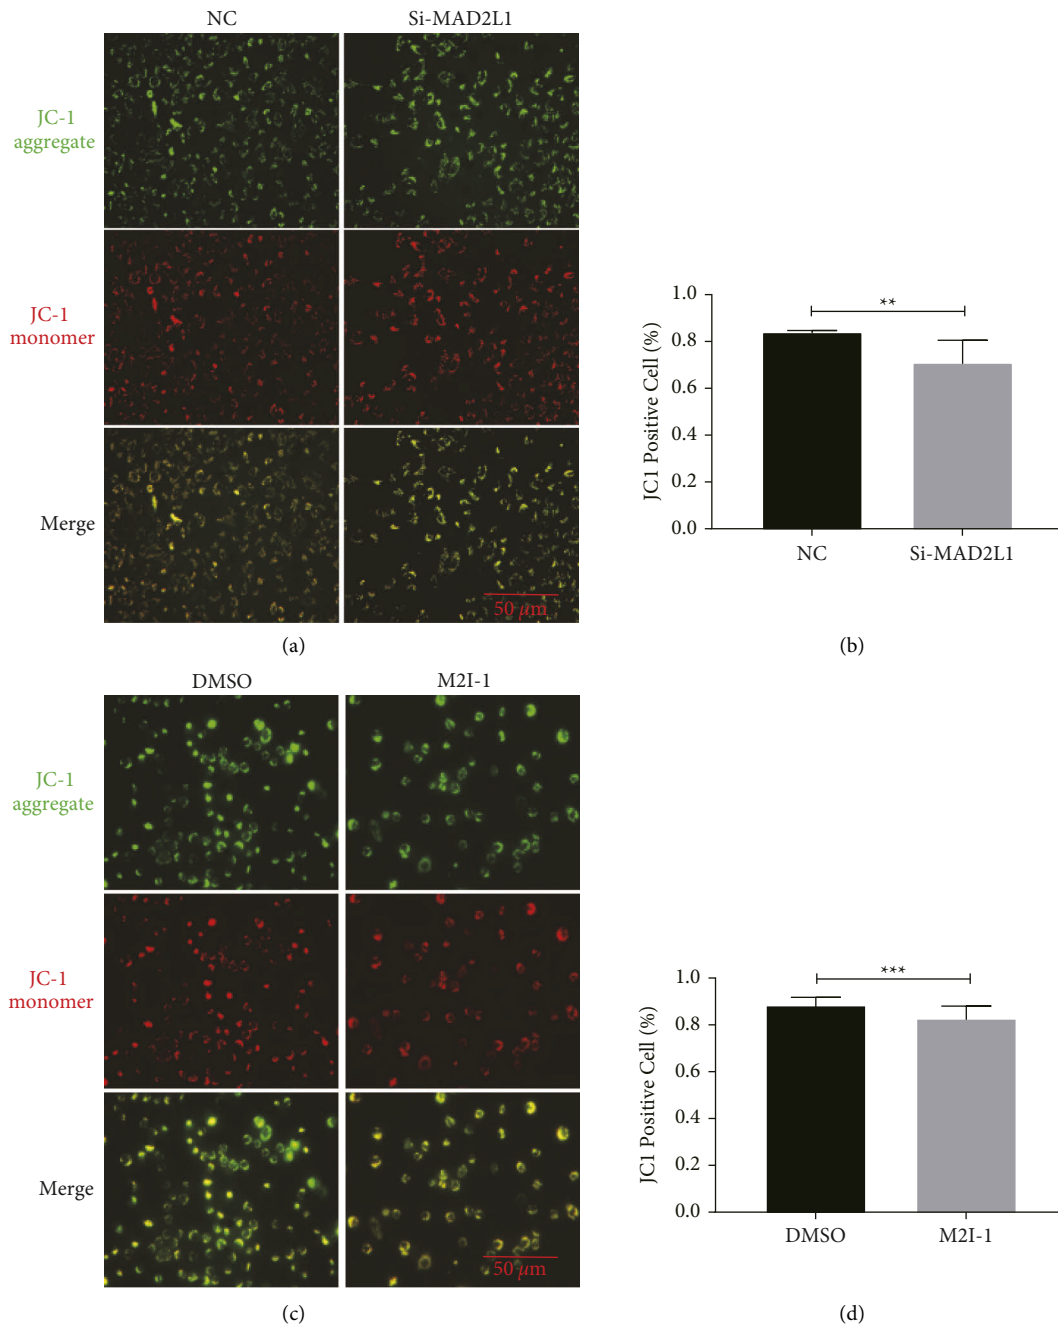 NC
Si-MAD2L1
JC-1
aggregate
JC-1
monomer
Merge
50 μm
(a)
1.0
0.8
0.6
0.4
0.2
0.0
JC1 Positive Cell (%)
**
NC
Si-MAD2L1
(b)
DMSO
M2I-1
JC-1
aggregate
JC-1
monomer
Merge
50 μm
(c)
1.0
0.8
0.6
0.4
0.2
0.0
JC1 Positive Cell (%)
***
DMSO
M2I-1
(d)